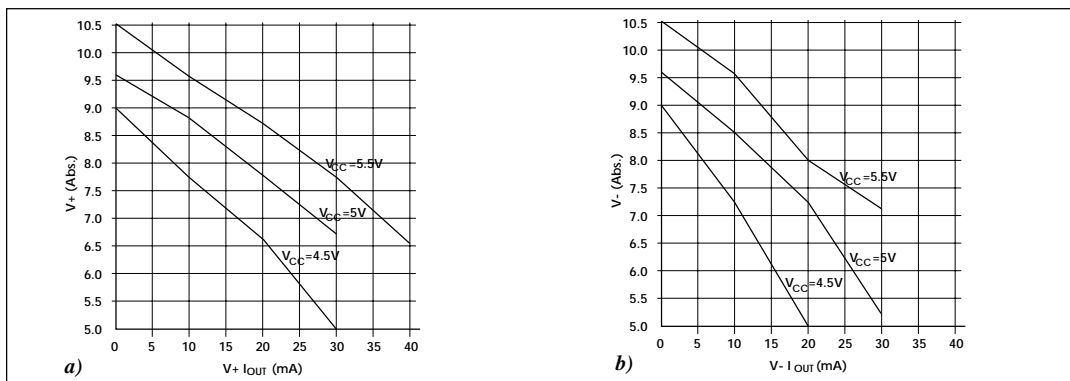 10.5
10.0
9.5
9.0
8.5
8.0
7.5
7.0
6.5
6.0
5.5
5.0
V+ (Abs.)
VCC=5.5V
VCC=5V
VCC=4.5V
0 5 10 15 20 25 30 35 40
V+ IOUT (mA)
a)
10.5
10.0
9.5
9.0
8.5
8.0
7.5
7.0
6.5
6.0
5.5
5.0
V- (Abs.)
VCC=5.5V
VCC=5V
VCC=4.5V
0 5 10 15 20 25 30 35 40
V- IOUT (mA)
b)